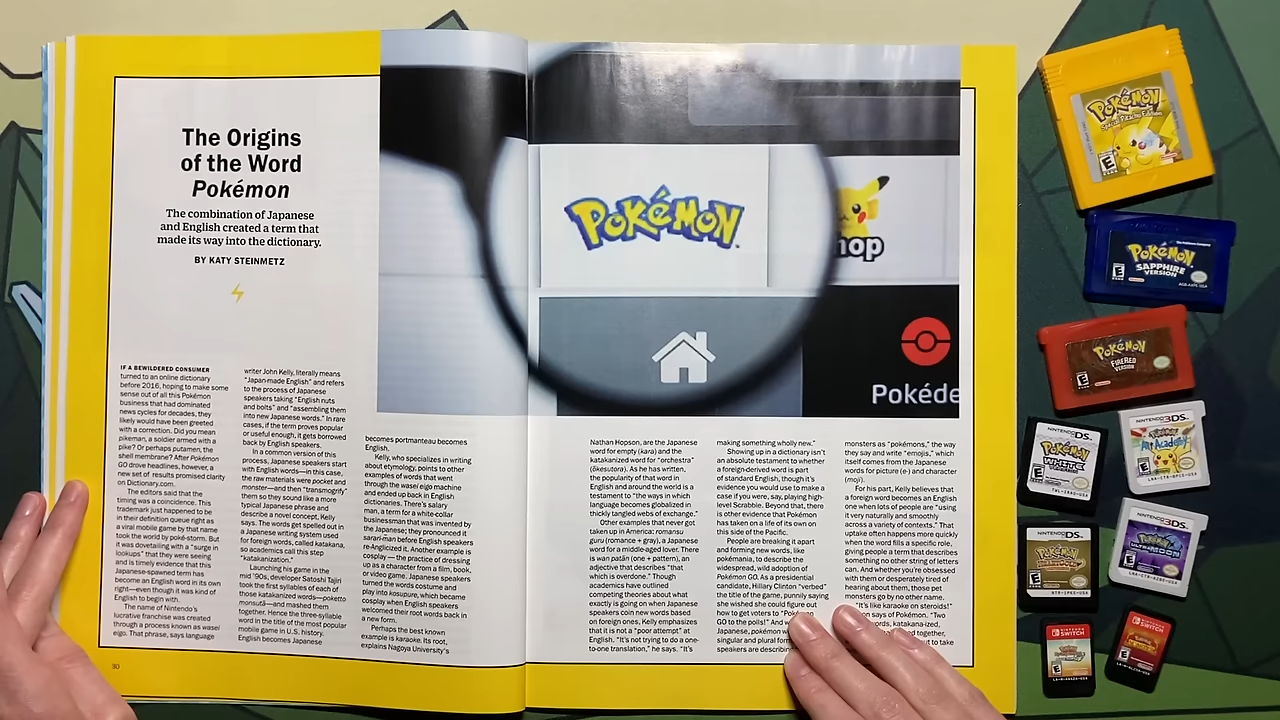 The Origins
of the Word
Pokémon
The combination of Japanese
and English created a term that
made its way into the dictionary.
BY KATY STEINMETZ
IF A BEWILDERED CONSUMER
turned to an online dictionary
before 2016, hoping to make some
sense out of all this Pokémon
business that had dominated
news cycles for decades, they
likely would have been greeted
with a correction. Did you mean
pikeman, a soldier armed with a
pike? Or perhaps putamen, the
shell membrane? After Pokémon
GO drove headlines, however, a
new set of results promised clarity
on Dictionary.com.
The editors said that the
timing was a coincidence. This
trademark just happened to be
in their definition queue right as
a viral mobile game by that name
took the world by poké-storm. But
it was dovetailing with a "surge in
lookups" that they were seeing
and is timely evidence that this
Japanese-spawned term has
become an English word in its own
right—even though it was kind of
English to begin with.
The name of Nintendo's
lucrative franchise was created
through a process known as wasei
eigo. That phrase, says language
writer John Kelly, literally means
"Japan-made English" and refers
to the process of Japanese
speakers taking "English nuts
and bolts" and "assembling them
into new Japanese words." In rare
cases, if the term proves popular
or useful enough, it gets borrowed
back by English speakers.
In a common version of this
process, Japanese speakers start
with English words—in this case,
the raw materials were pocket and
monster—and then "transmogrify"
them so they sound like a more
typical Japanese phrase and
describe a novel concept, Kelly
says. The words get spelled out in
a Japanese writing system used
for foreign words, called katakana,
so academics call this step
"katakanization."
Launching his game in the
mid '90s, developer Satoshi Tajiri
took the first syllables of each of
those katakanized words—poketto
monsutā—and mashed them
together. Hence the three-syllable
word in the title of the most popular
mobile game in U.S. history.
English becomes Japanese
becomes portmanteau becomes
English.
Kelly, who specializes in writing
about etymology, points to other
examples of words that went
through the wasei eigo machine
and ended up back in English
dictionaries. There's salary
man, a term for a white-collar
businessman that was invented by
the Japanese; they pronounced it
sarari-man before English speakers
re-Anglicized it. Another example is
cosplay — the practice of dressing
up as a character from a film, book,
or video game. Japanese speakers
turned the words costume and
play into kosupure, which became
cosplay when English speakers
welcomed their root words back in
a new form.
Perhaps the best known
example is karaoke. Its root,
explains Nagoya University's
30
Pokémon
hop
Pokéde
Nathan Hopson, are the Japanese
word for empty (kara) and the
katakanized word for "orchestra"
(ōkesutora). As he has written,
the popularity of that word in
English and around the world is a
testament to "the ways in which
language becomes globalized in
thickly tangled webs of exchange."
Other examples that never got
taken up in America: romansu
guru (romance + gray), a Japanese
word for a middle-aged lover. There
is wan patān (one + pattern), an
adjective that describes "that
which is overdone." Though
academics have outlined
competing theories about what
exactly is going on when Japanese
speakers coin new words based
on foreign ones, Kelly emphasizes
that it is not a "poor attempt" at
English. "It's not trying to do a one-
to-one translation," he says. "It's
making something wholly new."
Showing up in a dictionary isn't
an absolute testament to whether
a foreign-derived word is part
of standard English, though it's
evidence you would use to make a
case if you were, say, playing high-
level Scrabble. Beyond that, there
is other evidence that Pokémon
has taken on a life of its own on
this side of the Pacific.
People are breaking it apart
and forming new words, like
pokémania, to describe the
widespread, wild adoption of
Pokémon GO. As a presidential
candidate, Hillary Clinton "verbed"
the title of the game, punnily saying
she wished she could figure out
how to get voters to "Pokémon
GO to the polls!" And
Japanese, pokémon
singular and plural
speakers are describing
monsters as "pokémons," the way
they say and write "emojis," which
itself comes from the Japanese
words for picture (e-) and character
(moji).
For his part, Kelly believes that
a foreign word becomes an English
one when lots of people are "using
it very naturally and smoothly
across a variety of contexts." That
uptake often happens more quickly
when the word fills a specific role,
giving people a term that describes
something better than strings of other words
can. And whether you're obsessed
with or desperately tired of
hearing about them, those pet
monsters go by no other name.
"It's like karaoke on steroids!"
says of Pokémon. "Two
words, katakana-ized,
together,
to take
Pokémon
Special Pikachu Edition
Pokémon
SAPPHIRE
VERSION
AGB-AXPE-USA
Pokémon
FIRERED
VERSION
Pokémon
WHITE
NINTENDO 3DS
Pokémon
Art Academy
Pokémon
NINTENDO 3DS
Pokémon
ULTRA MOON
SWITCH
SWITCH